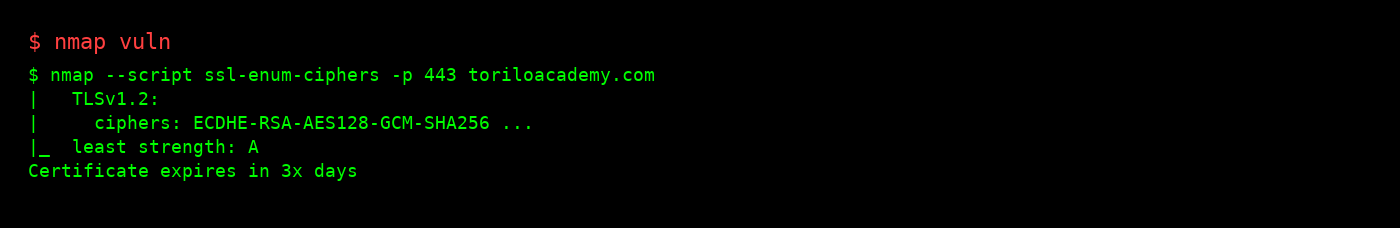 $ nmap vuln
$ nmap --script ssl-enum-ciphers -p 443 toriloacademy.com
|   TLSv1.2:
|     ciphers: ECDHE-RSA-AES128-GCM-SHA256 ...
|_  least strength: A
Certificate expires in 3x days